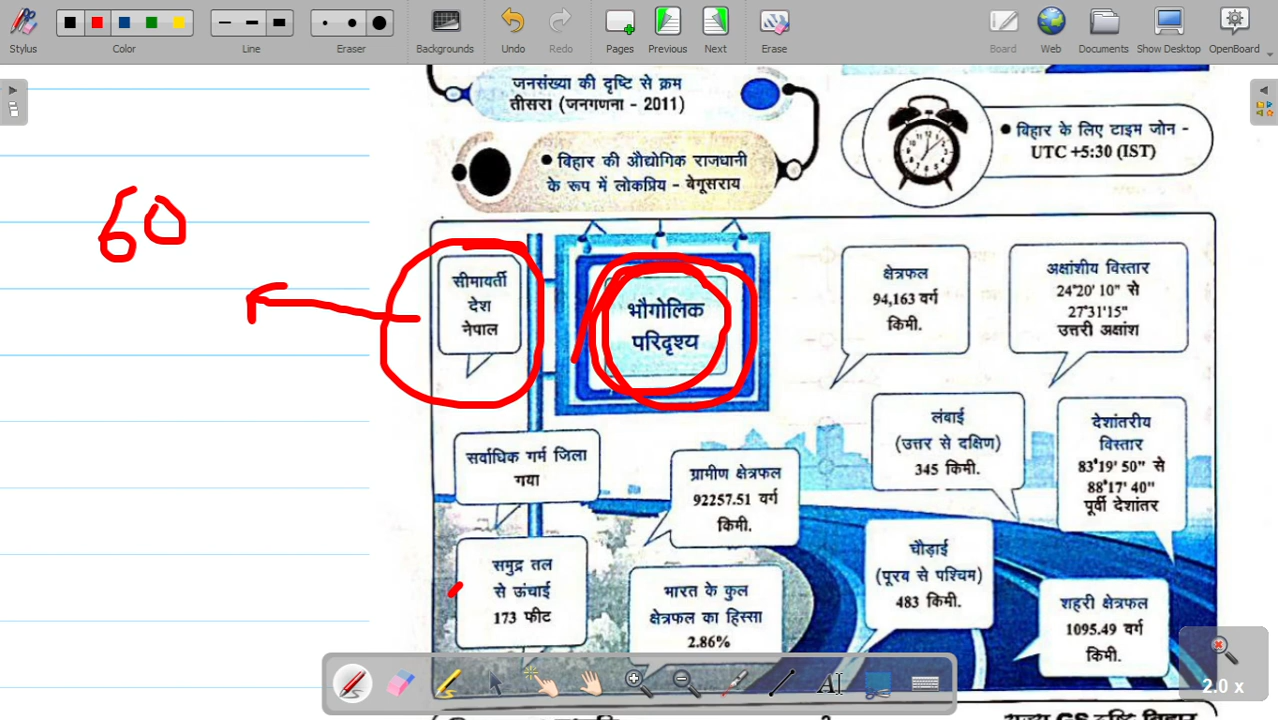 Stylus
Color
Line
Eraser
Backgrounds
Undo
Redo
Pages
Previous
Next
Erase
Board
Web
Documents
Show Desktop
OpenBoard
जनसंख्या की दृष्टि से क्रम
तीसरा (जनगणना - 2011)
• बिहार के लिए टाइम जोन -
UTC +5:30 (IST)
• बिहार की औद्योगिक राजधानी
के रूप में लोकप्रिय - बेगूसराय
60
सीमावर्ती
देश
नेपाल
भौगोलिक
परिदृश्य
क्षेत्रफल
94,163 वर्ग
किमी.
अक्षांशीय विस्तार
24°20' 10" से
27°31'15"
उत्तरी अक्षांश
सर्वाधिक गर्म जिला
गया
ग्रामीण क्षेत्रफल
92257.51 वर्ग
किमी.
लंबाई
(उत्तर से दक्षिण)
345 किमी.
देशांतरीय
विस्तार
83°19' 50" से
88°17' 40"
पूर्वी देशांतर
समुद्र तल
से ऊंचाई
173 फीट
भारत के कुल
क्षेत्रफल का हिस्सा
2.86%
चौड़ाई
(पूरब से पश्चिम)
483 किमी.
शहरी क्षेत्रफल
1095.49 वर्ग
किमी.
2.0 x